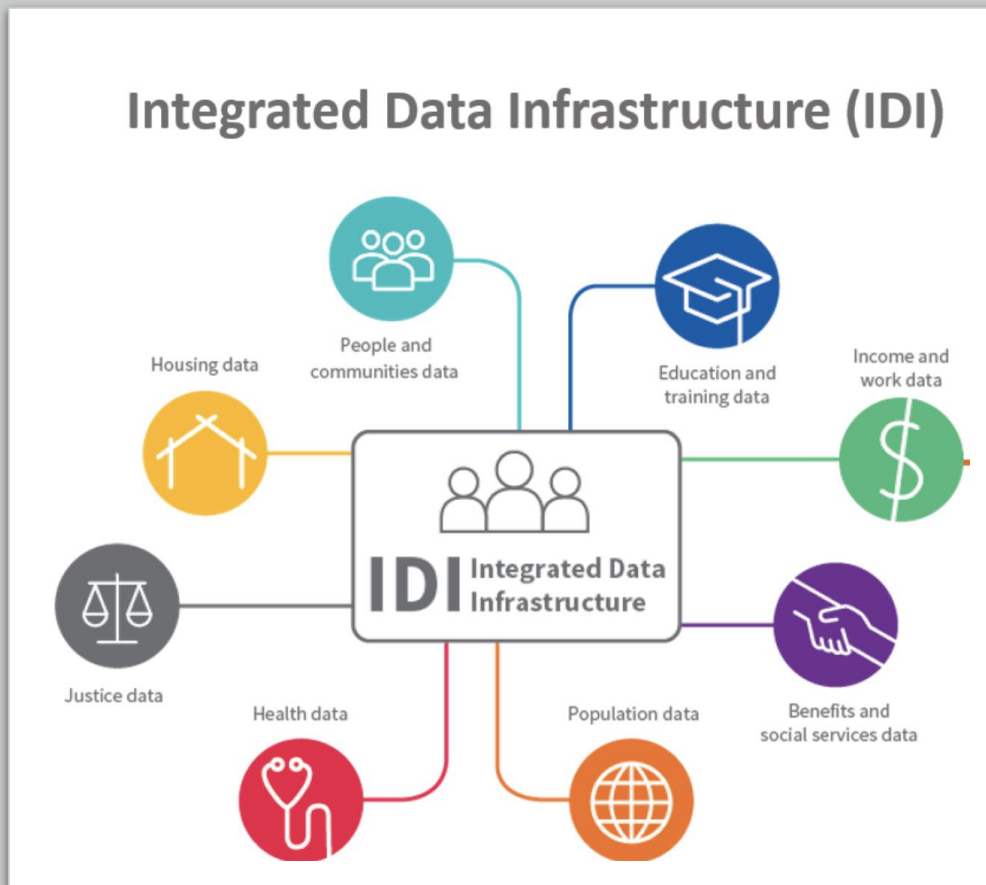 Integrated Data Infrastructure (IDI)
People and
communities data
Education and
training data
Housing data
Income and
work data
IDI
Integrated Data
Infrastructure
Justice data
Benefits and
social services data
Health data
Population data